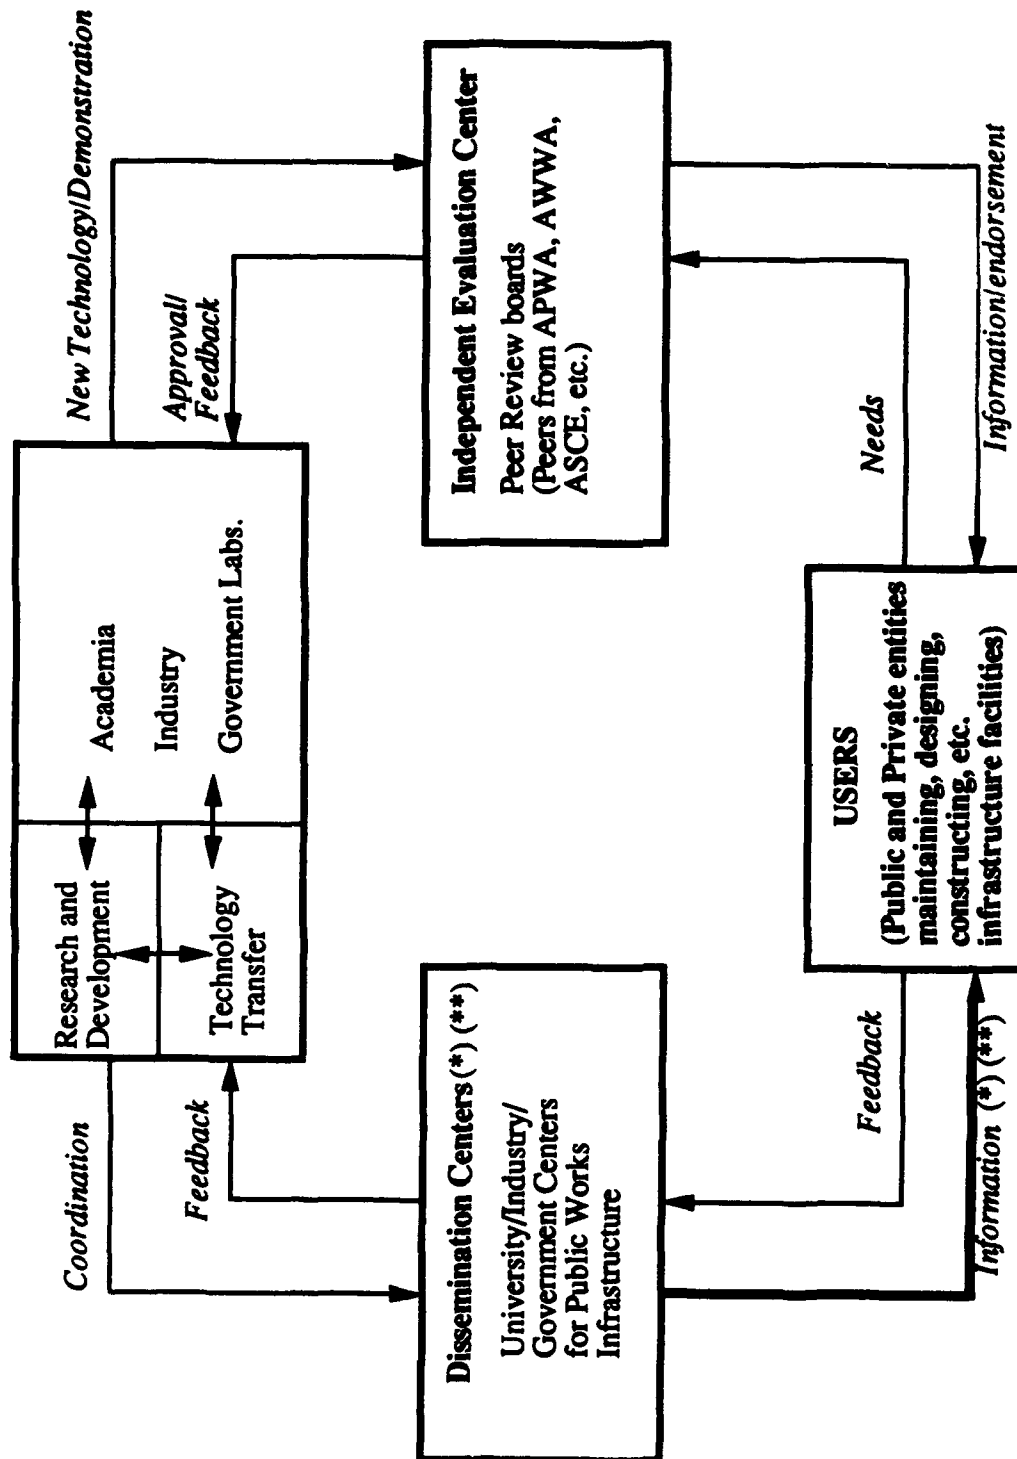 Coordination
Feedback
Research and
Development
Technology
Transfer
Academia
Industry
Government Labs.
New Technology/Demonstration
Approval/
Feedback
Dissemination Centers (*) (**)
University/Industry/
Government Centers
for Public Works
Infrastructure
Independent Evaluation Center
Peer Review boards
(Peers from APWA, AWWA,
ASCE, etc.)
Feedback
Information (*) (**)
USERS
(Public and Private entities
maintaining, designing,
constructing, etc.
infrastructure facilities)
Needs
Information/endorsement